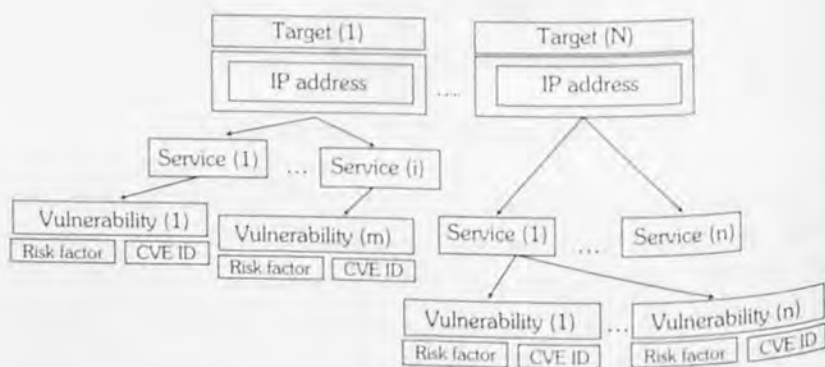 Target (1)
Target (N)
IP address
.....
IP address
Service (1)
...
Service (i)
Vulnerability (1)
Risk factor
CVE ID
Vulnerability (m)
Risk factor
CVE ID
Service (1)
....
Service (n)
Vulnerability (1)
...
Vulnerability (n)
Risk factor
CVE ID
Risk factor
CVE ID